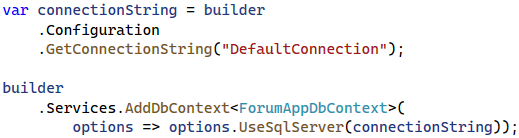 var connectionString = builder
    .Configuration
    .GetConnectionString("DefaultConnection");

builder
    .Services.AddDbContext<ForumAppDbContext>(
        options => options.UseSqlServer(connectionString));